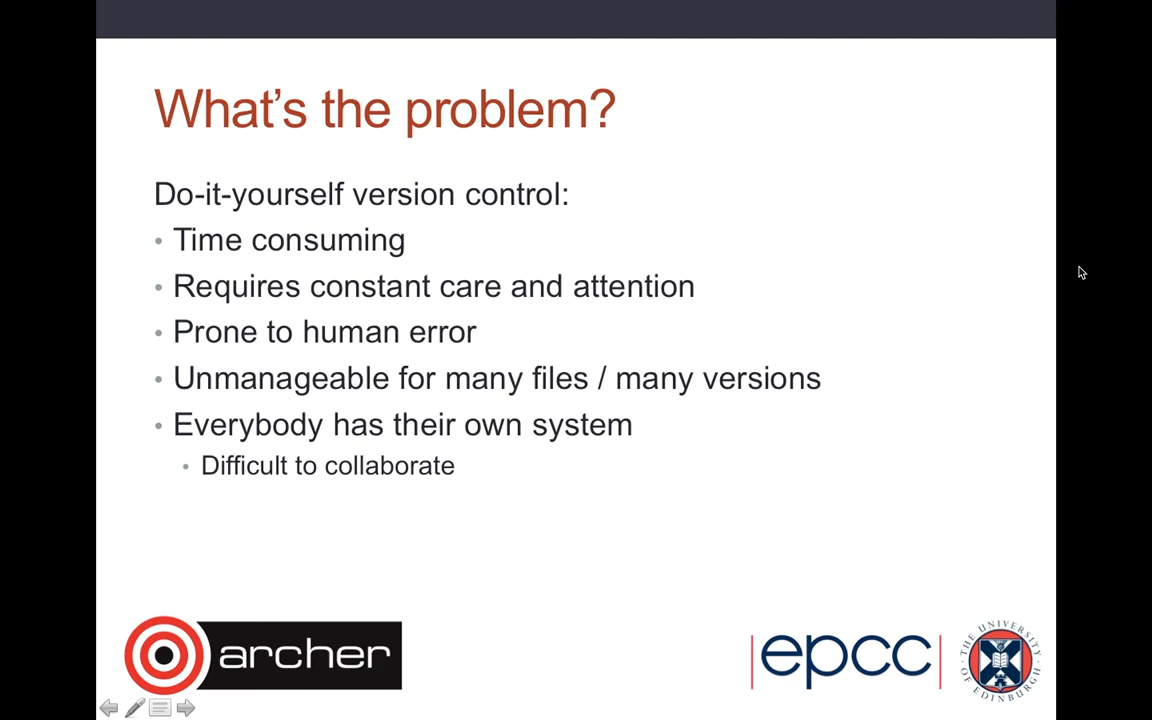 What's the problem?
Do-it-yourself version control:
• Time consuming
• Requires constant care and attention
• Prone to human error
• Unmanageable for many files / many versions
• Everybody has their own system
• Difficult to collaborate
archer
epcc
THE UNIVERSITY OF EDINBURGH